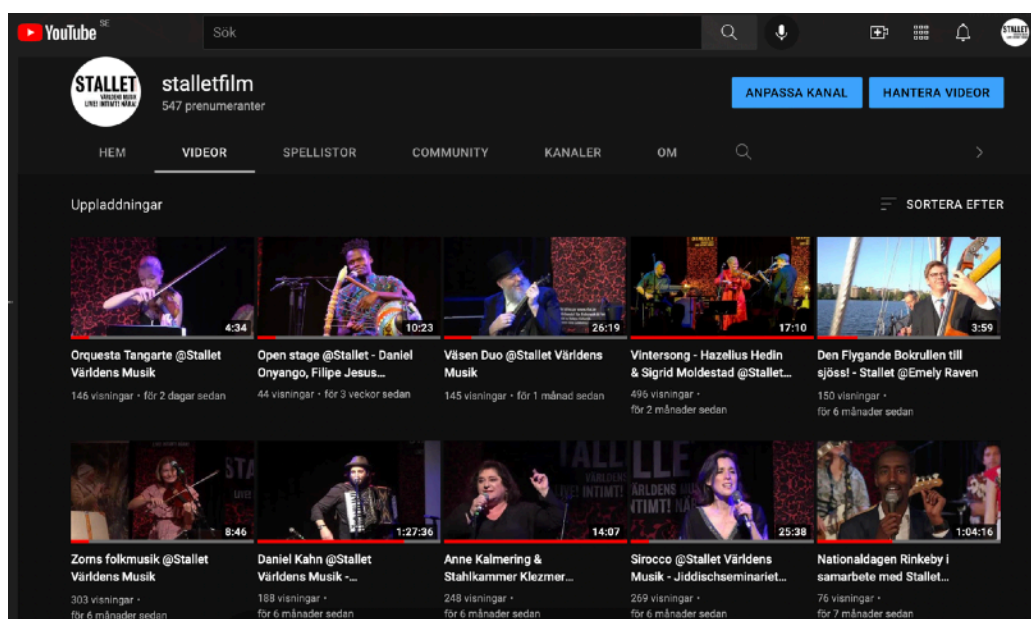 YouTube SE
Sök
STALLET
STALLET
VÄRLDENS MUSIK
LIVE! INTIMT! NÄRA!
stalletfilm
547 prenumeranter
ANPASSA KANAL
HANTERA VIDEOR
HEM
VIDEOR
SPELLISTOR
COMMUNITY
KANALER
OM
Uppladdningar
SORTERA EFTER
4:34
10:23
26:19
17:10
3:59
Orquesta Tangarte @Stallet
Världens Musik
146 visningar • för 2 dagar sedan
Open stage @Stallet - Daniel
Onyango, Filipe Jesus...
44 visningar • för 3 veckor sedan
Väsen Duo @Stallet Världens
Musik
145 visningar • för 1 månad sedan
Vintersong - Hazelius Hedin
& Sigrid Moldestad @Stallet...
496 visningar •
för 2 månader sedan
Den Flygande Bokrullen till
sjöss! - Stallet @Emely Raven
150 visningar •
för 6 månader sedan
8:46
1:27:36
14:07
25:38
1:04:16
Zorns folkmusik @Stallet
Världens Musik
303 visningar •
för 6 månader sedan
Daniel Kahn @Stallet
Världens Musik -...
188 visningar •
för 6 månader sedan
Anne Kalmering &
Stahlkammer Klezmer...
248 visningar •
för 6 månader sedan
Sirocco @Stallet Världens
Musik - Jiddischseminariet...
269 visningar •
för 6 månader sedan
Nationaldagen Rinkeby i
samarbete med Stallet...
76 visningar •
för 7 månader sedan